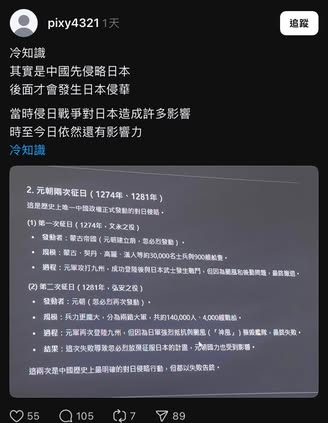 pixy4321 1天
追蹤
冷知識
其實是中國先侵略日本
後面才會發生日本侵華
當時侵日戰爭對日本造成許多影響
時至今日依然還有影響力
冷知識
2. 元朝兩次征日（1274年、1281年）
這是歷史上唯一中國政權正式發動的對日侵略。
(1) 第一次征日（1274年，文永之役）
• 發動者：蒙古帝國（元朝建立前，忽必烈發動）。
• 規模：蒙古、契丹、高麗、漢人等約30,000名士兵與900艘船隻。
• 過程：元軍攻打九州，成功登陸後與日本武士發生戰鬥，但因為颱風和後勤問題，最終撤退。
(2) 第二次征日（1281年，弘安之役）
• 發動者：元朝（忽必烈再次發動）。
• 規模：兵力更龐大，分為兩路大軍，共約140,000人、4,000艘戰船。
• 過程：元軍再次登陸九州，但因為日軍強烈抵抗與颱風（「神風」）摧毀艦隊，最終失敗。
• 結果：這次失敗導致忽必烈放棄征服日本的計畫，元朝國力也受到影響。
這兩次是中國歷史上最明確的對日侵略行動，但都以失敗告終。
55 105 7 89